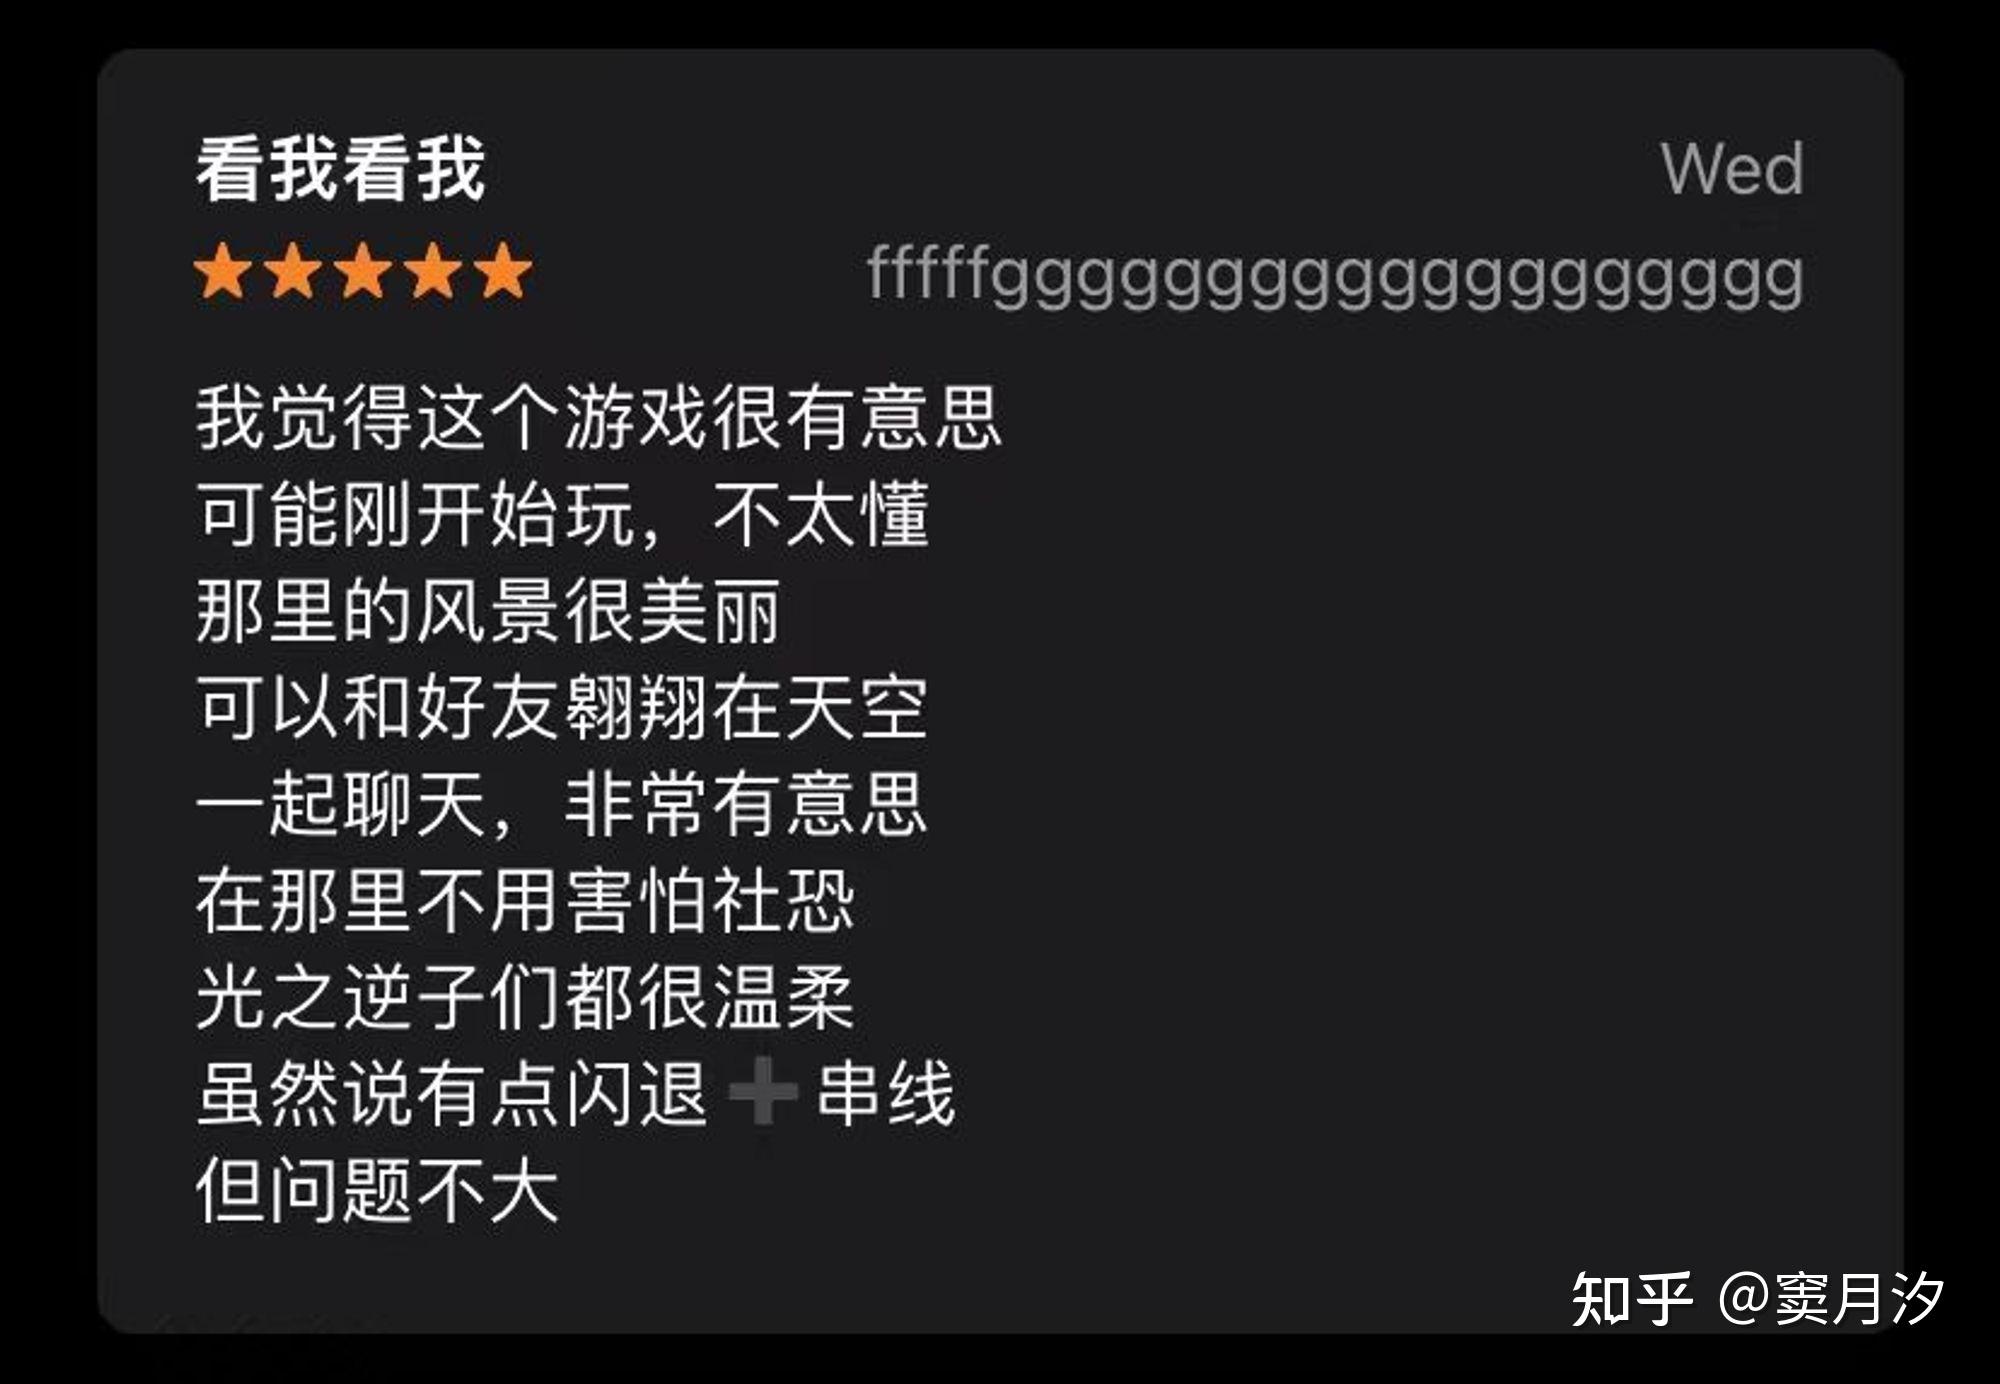 看我看我
Wed
★★★★★
fffffggggggggggggggggggg
我觉得这个游戏很有意思
可能刚开始玩，不太懂
那里的风景很美丽
可以和好友翱翔在天空
一起聊天，非常有意思
在那里不用害怕社恐
光之逆子们都很温柔
虽然说有点闪退➕串线
但问题不大
知乎 @窦月汐